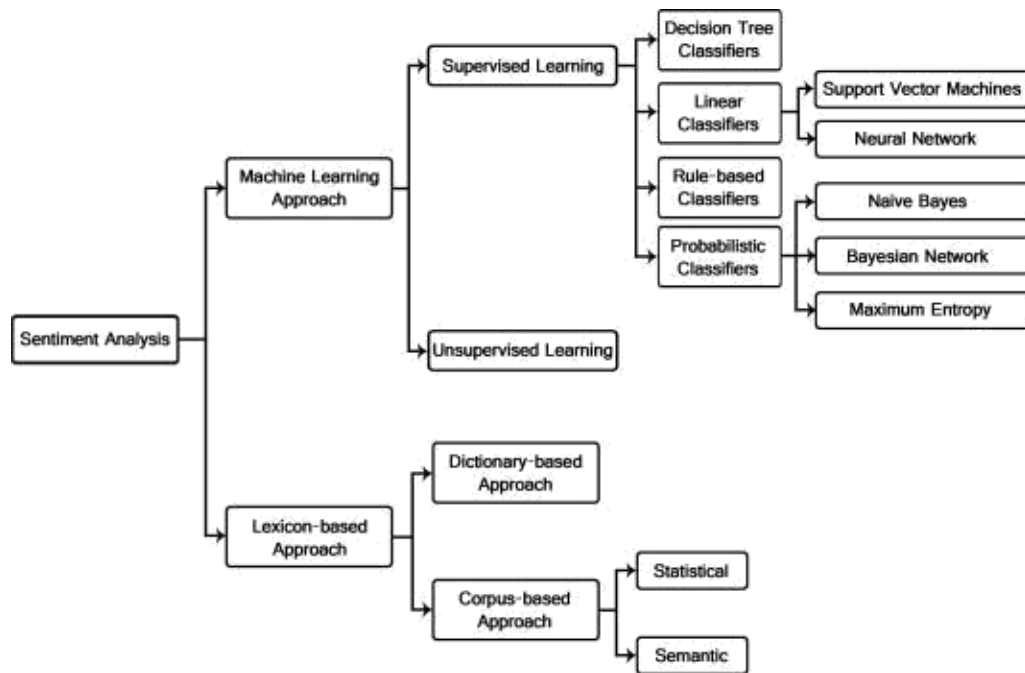 Decision Tree
Classifiers
Supervised Learning
Support Vector Machines
Linear
Classifiers
Neural Network
Machine Learning
Approach
Rule-based
Classifiers
Naive Bayes
Probabilistic
Classifiers
Bayesian Network
Maximum Entropy
Sentiment Analysis
Unsupervised Learning
Dictionary-based
Approach
Lexicon-based
Approach
Statistical
Corpus-based
Approach
Semantic